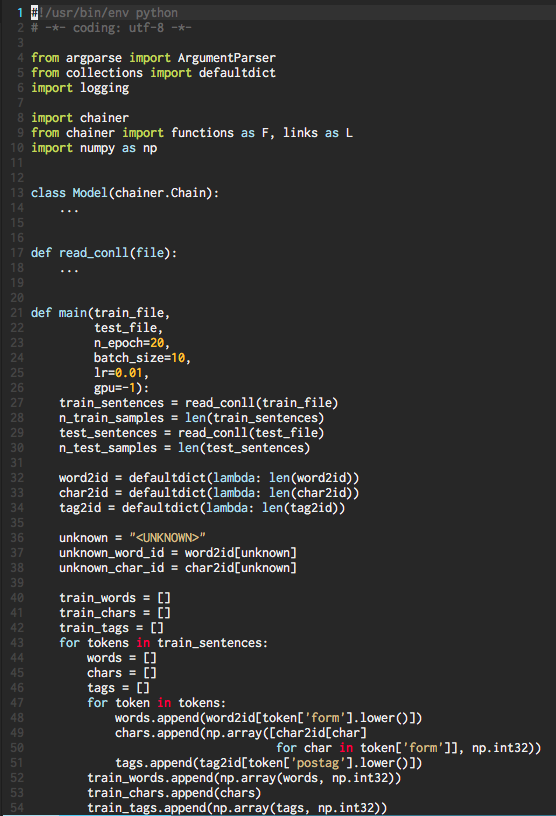 1 #!/usr/bin/env python
2 # -*- coding: utf-8 -*-
3
4 from argparse import ArgumentParser
5 from collections import defaultdict
6 import logging
7
8 import chainer
9 from chainer import functions as F, links as L
10 import numpy as np
11
12
13 class Model(chainer.Chain):
14     ...
15
16
17 def read_conll(file):
18     ...
19
20
21 def main(train_file,
22          test_file,
23          n_epoch=20,
24          batch_size=10,
25          lr=0.01,
26          gpu=-1):
27     train_sentences = read_conll(train_file)
28     n_train_samples = len(train_sentences)
29     test_sentences = read_conll(test_file)
30     n_test_samples = len(test_sentences)
31
32     word2id = defaultdict(lambda: len(word2id))
33     char2id = defaultdict(lambda: len(char2id))
34     tag2id = defaultdict(lambda: len(tag2id))
35
36     unknown = "<UNKNOWN>"
37     unknown_word_id = word2id[unknown]
38     unknown_char_id = char2id[unknown]
39
40     train_words = []
41     train_chars = []
42     train_tags = []
43     for tokens in train_sentences:
44         words = []
45         chars = []
46         tags = []
47         for token in tokens:
48             words.append(word2id[token['form'].lower()])
49             chars.append(np.array([char2id[char]
50                                    for char in token['form']], np.int32))
51             tags.append(tag2id[token['postag'].lower()])
52         train_words.append(np.array(words, np.int32))
53         train_chars.append(chars)
54         train_tags.append(np.array(tags, np.int32))